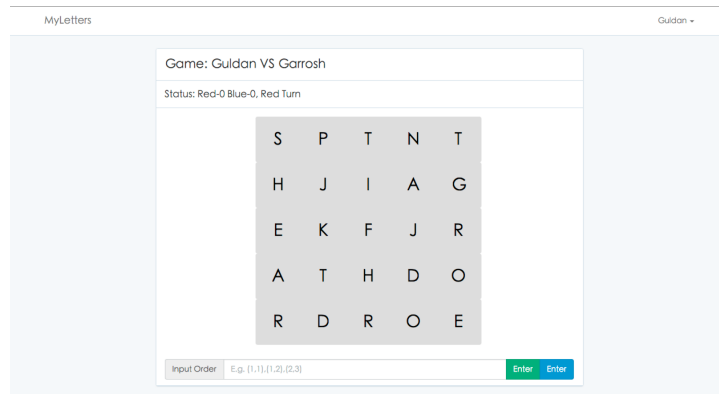 MyLetters Guldan
Game: Guldan VS Garrosh
Status: Red-0 Blue-0, Red Turn
S P T N T
H J I A G
E K F J R
A T H D O
R D R O E
Input Order E.g. (1,1),(1,2),(2,3) Enter Enter